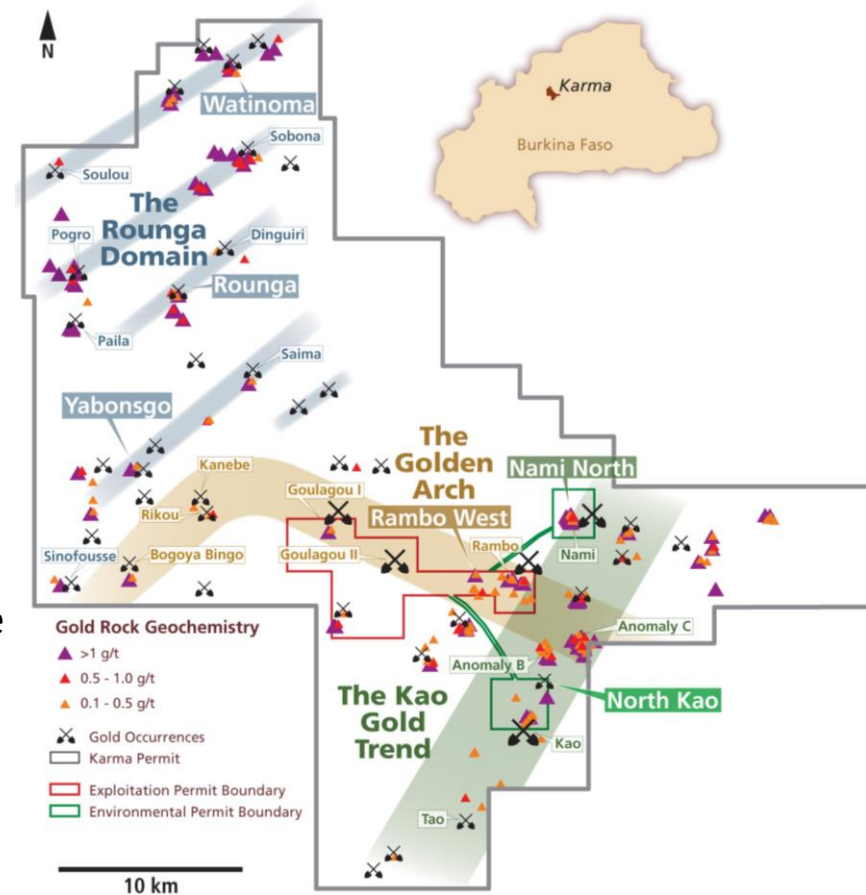 N
Watinoma
Sobona
Soulou
The
Rounga
Domain
Pogro
Dinguiri
Rounga
Paila
Saima
Yabonsgo
Kanebe
Rikou
Sinofousse
Bogoya Bingo
Karma
Burkina Faso
The
Golden
Arch
Goulagou I
Rambo West
Nami North
Goulagou II
Rambo
Nami
Anomaly C
Anomaly B
The Kao
Gold
Trend
North Kao
Kao
Tao
e
Gold Rock Geochemistry
>1 g/t
0.5 - 1.0 g/t
0.1 - 0.5 g/t
Gold Occurrences
Karma Permit
Exploitation Permit Boundary
Environmental Permit Boundary
10 km